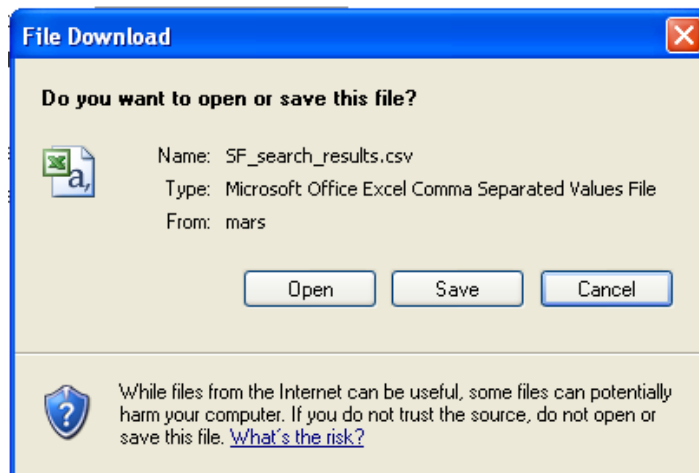 File Download
Do you want to open or save this file?
Name: SF_search_results.csv
Type: Microsoft Office Excel Comma Separated Values File
From: mars
Open Save Cancel
While files from the Internet can be useful, some files can potentially
harm your computer. If you do not trust the source, do not open or
save this file. What's the risk?